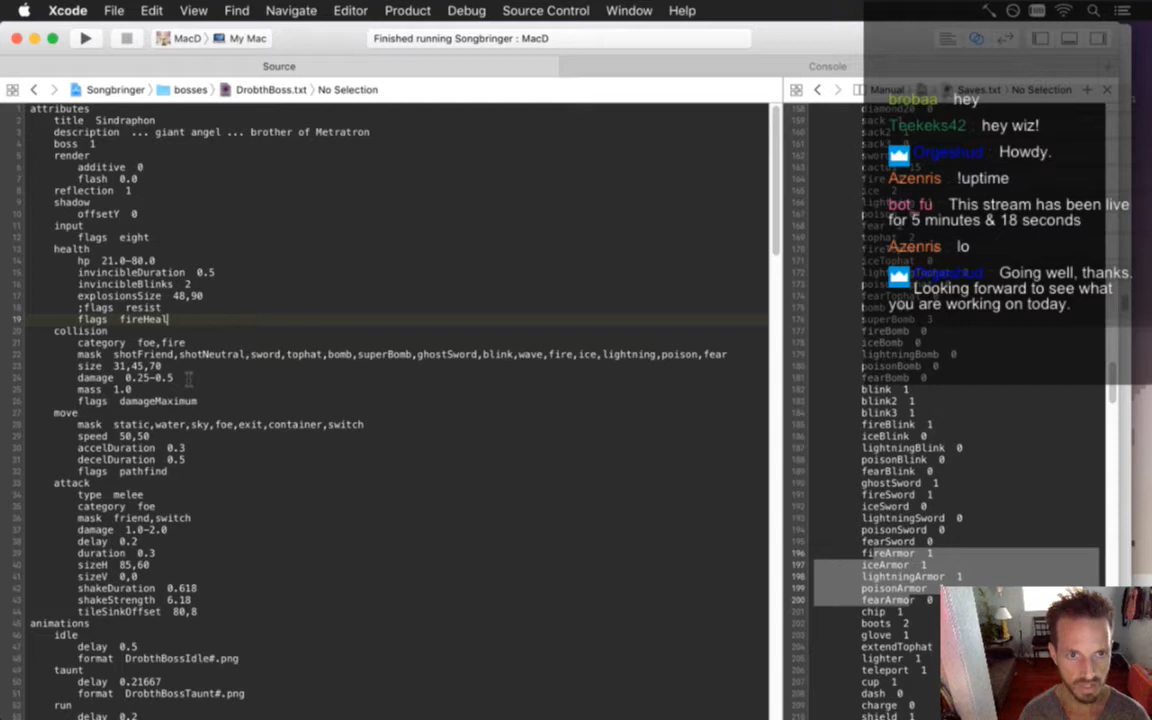 Xcode File Edit View Find Navigate Editor Product Debug Source Control Window Help
MacD My Mac
Finished running Songbringer : MacD
Source
Console
Songbringer bosses DrobthBoss.txt No Selection
Manual Saves.txt No Selection
attributes
title Sindraphon
description ... giant angel ... brother of Metratron
boss 1
render
additive 0
flash 0.0
reflection 1
shadow
offsetY 0
input
flags eight
health
hp 21.0-80.0
invincibleDuration 0.5
invincibleBlinks 2
explosionsSize 48,90
;flags resist
flags fireHeal
collision
category foe,fire
mask shotFriend,shotNeutral,sword,tophat,bomb,superBomb,ghostSword,blink,wave,fire,ice,lightning,poison,fear
size 31,45,70
damage 0.25-0.5
mass 1.0
flags damageMaximum
move
mask static,water,sky,foe,exit,container,switch
speed 50,50
accelDuration 0.3
decelDuration 0.5
flags pathfind
attack
type melee
category foe
mask friend,switch
damage 1.0-2.0
delay 0.2
duration 0.3
sizeH 85,60
sizeV 0,0
shakeDuration 0.618
shakeStrength 6.18
tileSinkOffset 80,8
animations
idle
delay 0.5
format DrobthBossIdle#.png
taunt
delay 0.21667
format DrobthBossTaunt#.png
run
delay 0.2
brobaa hey
Teekeks42 hey wiz!
Orgeshud Howdy.
Azenris !uptime
bot_fu This stream has been live
for 5 minutes & 18 seconds
Azenris lo
Orgeshud Going well, thanks.
Looking forward to see what
you are working on today.
superBomb 3
fireBomb 0
iceBomb 0
lightningBomb 0
poisonBomb 0
fearBomb 0
blink 1
blink2 1
blink3 1
fireBlink 1
iceBlink 0
lightningBlink 0
poisonBlink 0
fearBlink 0
ghostSword 1
fireSword 1
iceSword 0
lightningSword 0
poisonSword 0
fearSword 0
fireArmor 1
iceArmor 1
lightningArmor 1
poisonArmor
fearArmor 0
chip 1
boots 2
glove 1
extendTophat
lighter 1
teleport 1
cup 1
dash 0
charge 0
shield 1